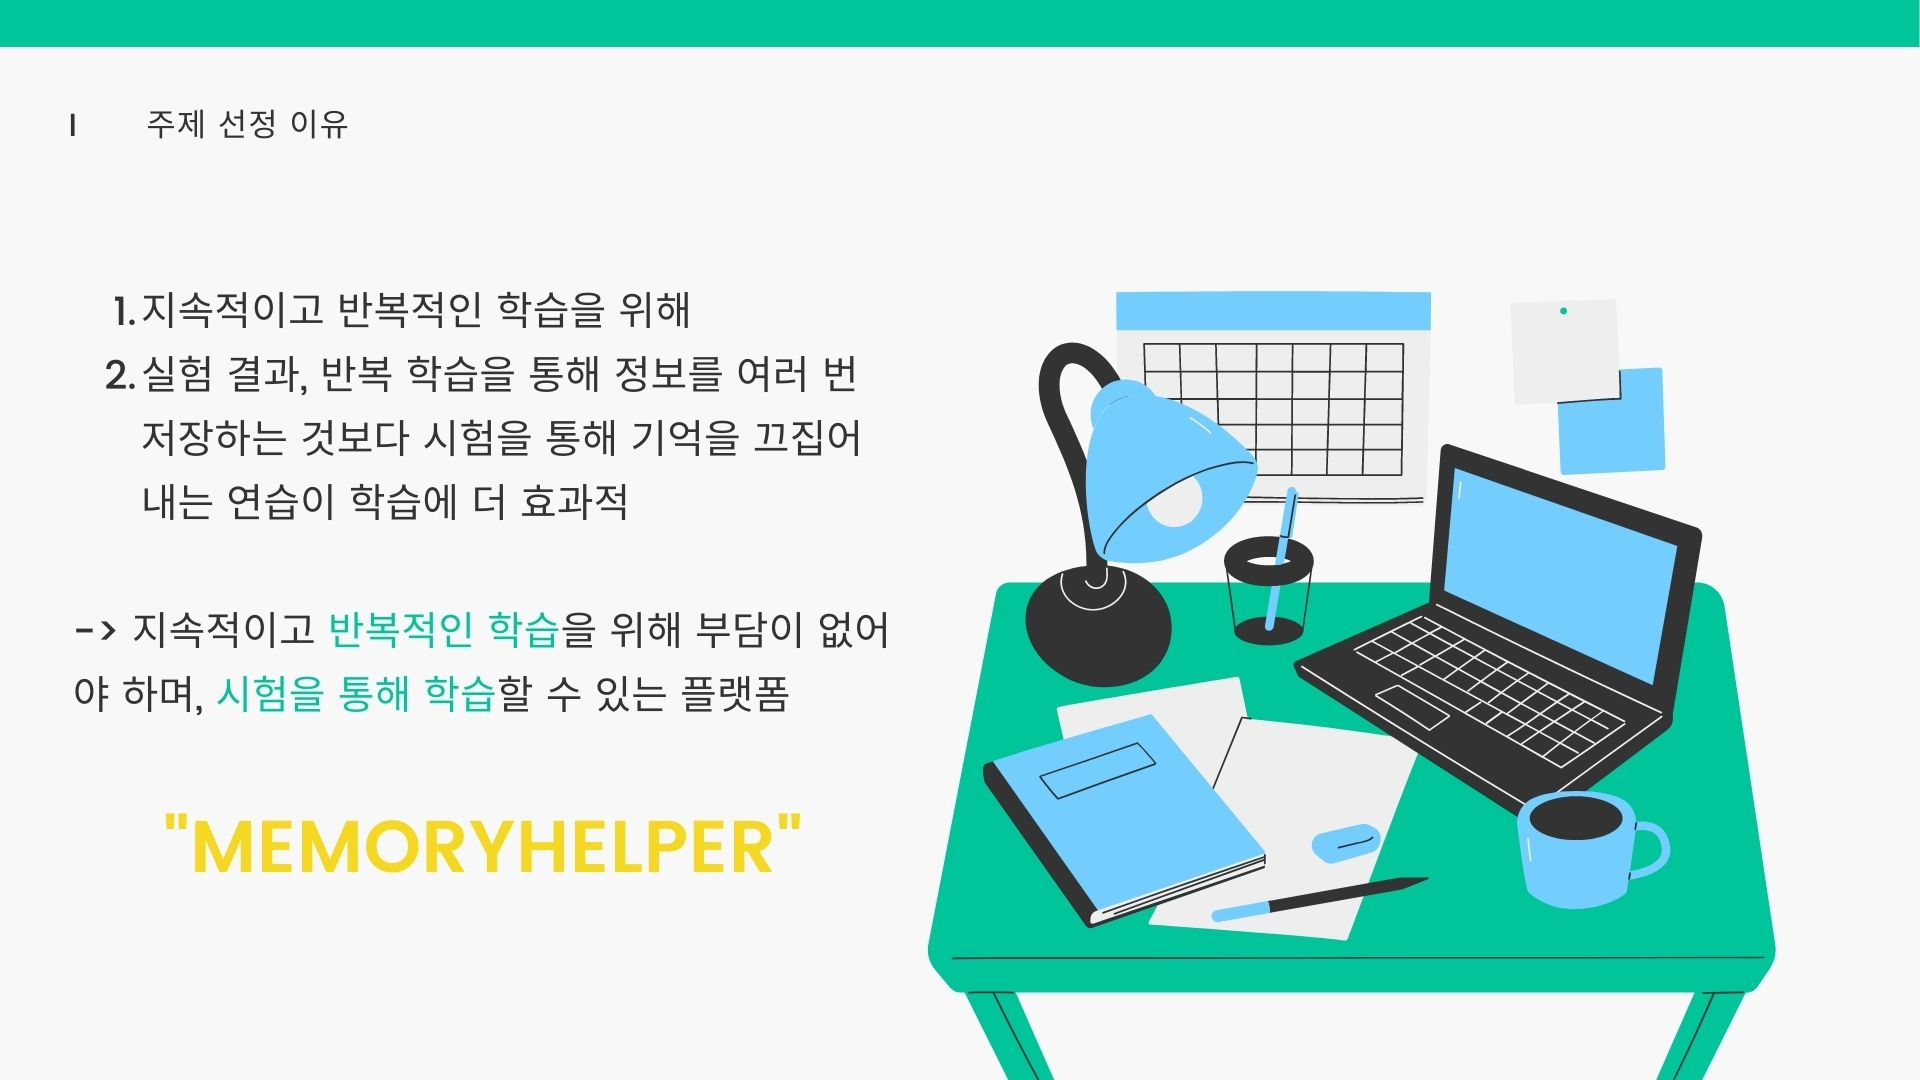 I 주제 선정 이유
1. 지속적이고 반복적인 학습을 위해
2. 실험 결과, 반복 학습을 통해 정보를 여러 번
저장하는 것보다 시험을 통해 기억을 끄집어
내는 연습이 학습에 더 효과적
-> 지속적이고 반복적인 학습을 위해 부담이 없어
야 하며, 시험을 통해 학습할 수 있는 플랫폼
"MEMORYHELPER"